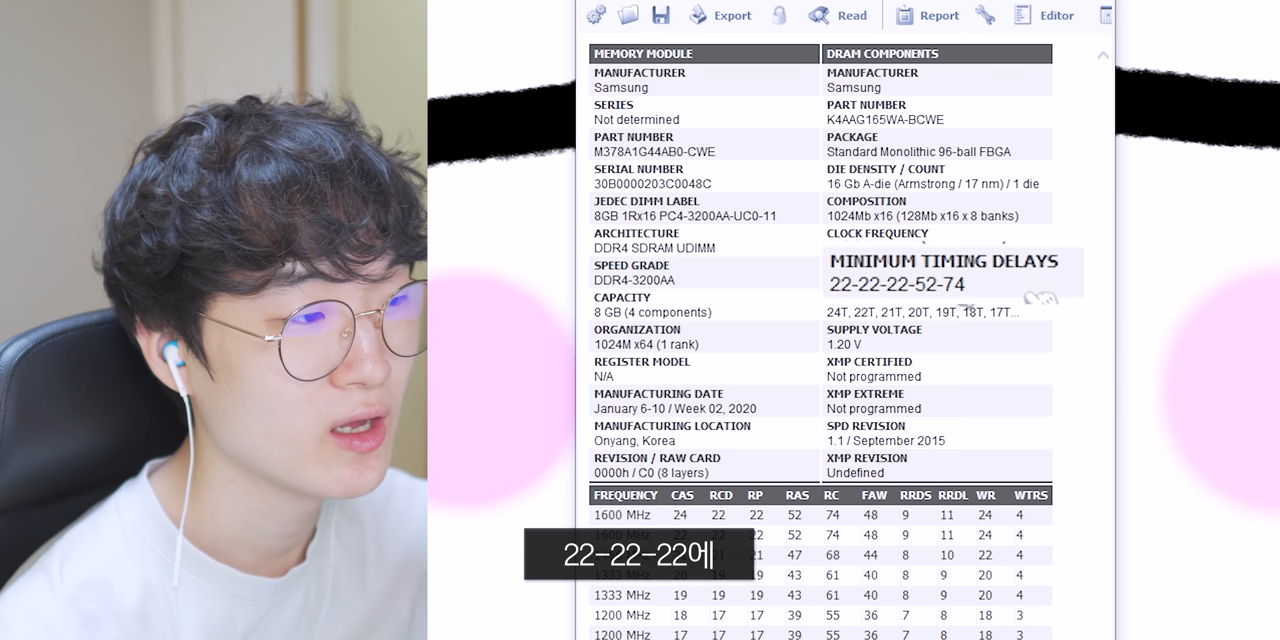 Export Read Report Editor
MEMORY MODULE DRAM COMPONENTS
MANUFACTURER MANUFACTURER
Samsung Samsung
SERIES PART NUMBER
Not determined K4AAG165WA-BCWE
PART NUMBER PACKAGE
M378A1G44AB0-CWE Standard Monolithic 96-ball FBGA
SERIAL NUMBER DIE DENSITY / COUNT
30B0000203C0048C 16 Gb A-die (Armstrong / 17 nm) / 1 die
JEDEC DIMM LABEL COMPOSITION
8GB 1Rx16 PC4-3200AA-UC0-11 1024Mb x16 (128Mb x16 x 8 banks)
ARCHITECTURE CLOCK FREQUENCY
DDR4 SDRAM UDIMM
MINIMUM TIMING DELAYS
SPEED GRADE
DDR4-3200AA 22-22-22-52-74
CAPACITY
8 GB (4 components) 24T, 22T, 21T, 20T, 19T, 18T, 17T...
ORGANIZATION SUPPLY VOLTAGE
1024M x64 (1 rank) 1.20 V
REGISTER MODEL XMP CERTIFIED
N/A Not programmed
MANUFACTURING DATE XMP EXTREME
January 6-10 / Week 02, 2020 Not programmed
MANUFACTURING LOCATION SPD REVISION
Onyang, Korea 1.1 / September 2015
REVISION / RAW CARD XMP REVISION
0000h / C0 (8 layers) Undefined
FREQUENCY CAS RCD RP RAS RC FAW RRDS RRDL WR WTRS
1600 MHz 24 22 22 52 74 48 9 11 24 4
1600 MHz 22 22 22 52 74 48 9 11 24 4
21 21 47 68 44 8 10 22 4
22-22-22에
1333 MHz 20 19 19 43 61 40 8 9 20 4
1333 MHz 19 19 19 43 61 40 8 9 20 4
1200 MHz 18 17 17 39 55 36 7 8 18 3
1200 MHz 17 17 17 39 55 36 7 8 18 3